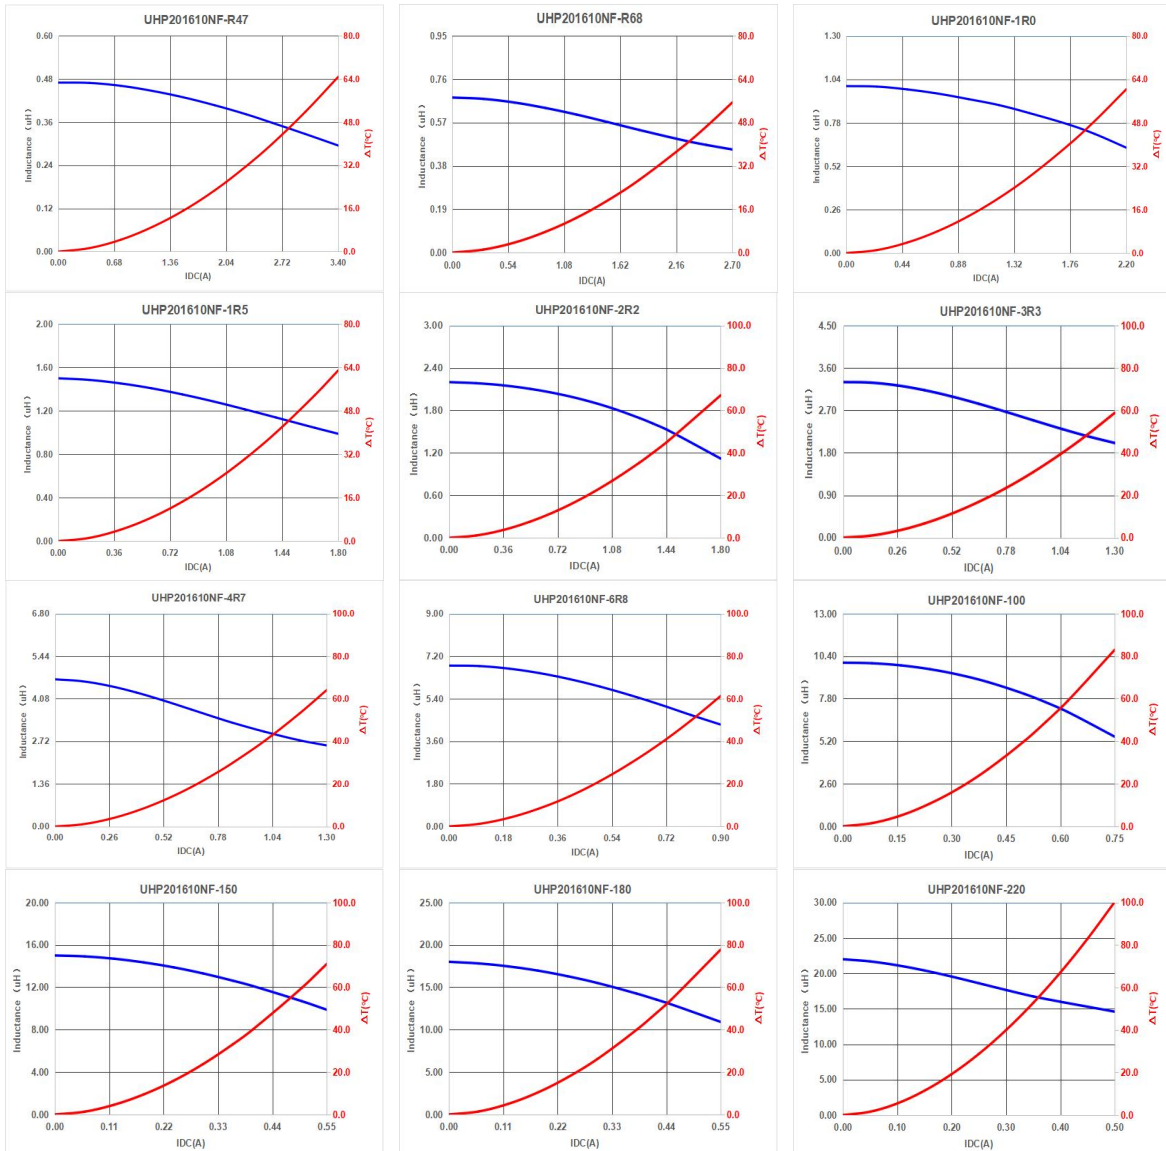 UHP201610NF-R47
0.60
0.48
0.36
0.24
0.12
0.00
80.0
64.0
48.0
32.0
16.0
0.0
0.00 0.68 1.36 2.04 2.72 3.40
Inductance （uH）
ΔT(℃)
IDC(A)
UHP201610NF-R68
0.95
0.76
0.57
0.38
0.19
0.00
80.0
64.0
48.0
32.0
16.0
0.0
0.00 0.54 1.08 1.62 2.16 2.70
Inductance （uH）
ΔT(℃)
IDC(A)
UHP201610NF-1R0
1.30
1.04
0.78
0.52
0.26
0.00
80.0
64.0
48.0
32.0
16.0
0.0
0.00 0.44 0.88 1.32 1.76 2.20
Inductance （uH）
ΔT(℃)
IDC(A)
UHP201610NF-1R5
2.00
1.60
1.20
0.80
0.40
0.00
80.0
64.0
48.0
32.0
16.0
0.0
0.00 0.36 0.72 1.08 1.44 1.80
Inductance （uH）
ΔT(℃)
IDC(A)
UHP201610NF-2R2
3.00
2.40
1.80
1.20
0.60
0.00
100.0
80.0
60.0
40.0
20.0
0.0
0.00 0.36 0.72 1.08 1.44 1.80
Inductance （uH）
ΔT(℃)
IDC(A)
UHP201610NF-3R3
4.50
3.60
2.70
1.80
0.90
0.00
100.0
80.0
60.0
40.0
20.0
0.0
0.00 0.26 0.52 0.78 1.04 1.30
Inductance （uH）
ΔT(℃)
IDC(A)
UHP201610NF-4R7
6.80
5.44
4.08
2.72
1.36
0.00
100.0
80.0
60.0
40.0
20.0
0.0
0.00 0.26 0.52 0.78 1.04 1.30
Inductance （uH）
ΔT(℃)
IDC(A)
UHP201610NF-6R8
9.00
7.20
5.40
3.60
1.80
0.00
100.0
80.0
60.0
40.0
20.0
0.0
0.00 0.18 0.36 0.54 0.72 0.90
Inductance （uH）
ΔT(℃)
IDC(A)
UHP201610NF-100
13.00
10.40
7.80
5.20
2.60
0.00
100.0
80.0
60.0
40.0
20.0
0.0
0.00 0.15 0.30 0.45 0.60 0.75
Inductance （uH）
ΔT(℃)
IDC(A)
UHP201610NF-150
20.00
16.00
12.00
8.00
4.00
0.00
100.0
80.0
60.0
40.0
20.0
0.0
0.00 0.11 0.22 0.33 0.44 0.55
Inductance （uH）
ΔT(℃)
IDC(A)
UHP201610NF-180
25.00
20.00
15.00
10.00
5.00
0.00
100.0
80.0
60.0
40.0
20.0
0.0
0.00 0.11 0.22 0.33 0.44 0.55
Inductance （uH）
ΔT(℃)
IDC(A)
UHP201610NF-220
30.00
25.00
20.00
15.00
10.00
5.00
0.00
100.0
80.0
60.0
40.0
20.0
0.0
0.00 0.10 0.20 0.30 0.40 0.50
Inductance （uH）
ΔT(℃)
IDC(A)